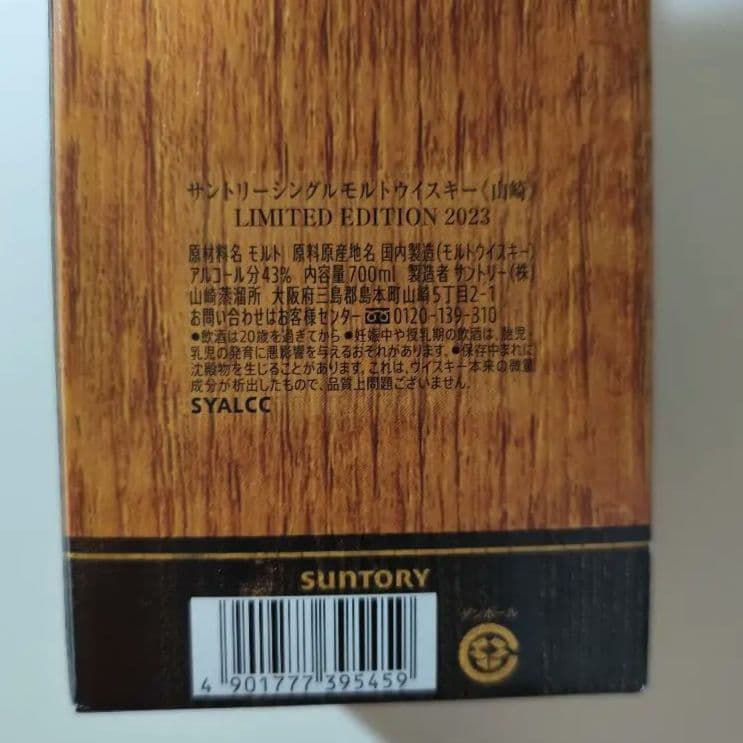 サントリーシングルモルトウイスキー《山崎》
LIMITED EDITION 2023
原材料名 モルト 原料原産地名 国内製造(モルトウイスキー)
アルコール分43% 内容量700ml 製造者 サントリー(株)
山崎蒸溜所 大阪府三島郡島本町山崎5丁目2-1
お問い合わせはお客様センター 0120-139-310
●飲酒は20歳を過ぎてから ●妊娠中や授乳期の飲酒は、胎児・
乳児の発育に悪影響を与えるおそれがあります。●保存中まれに
沈殿物を生じることがあります。これは、ウイスキー本来の微量
成分が析出したもので、品質上問題ございません。
SYALCC
SUNTORY
ダンボール
4 901777 395459